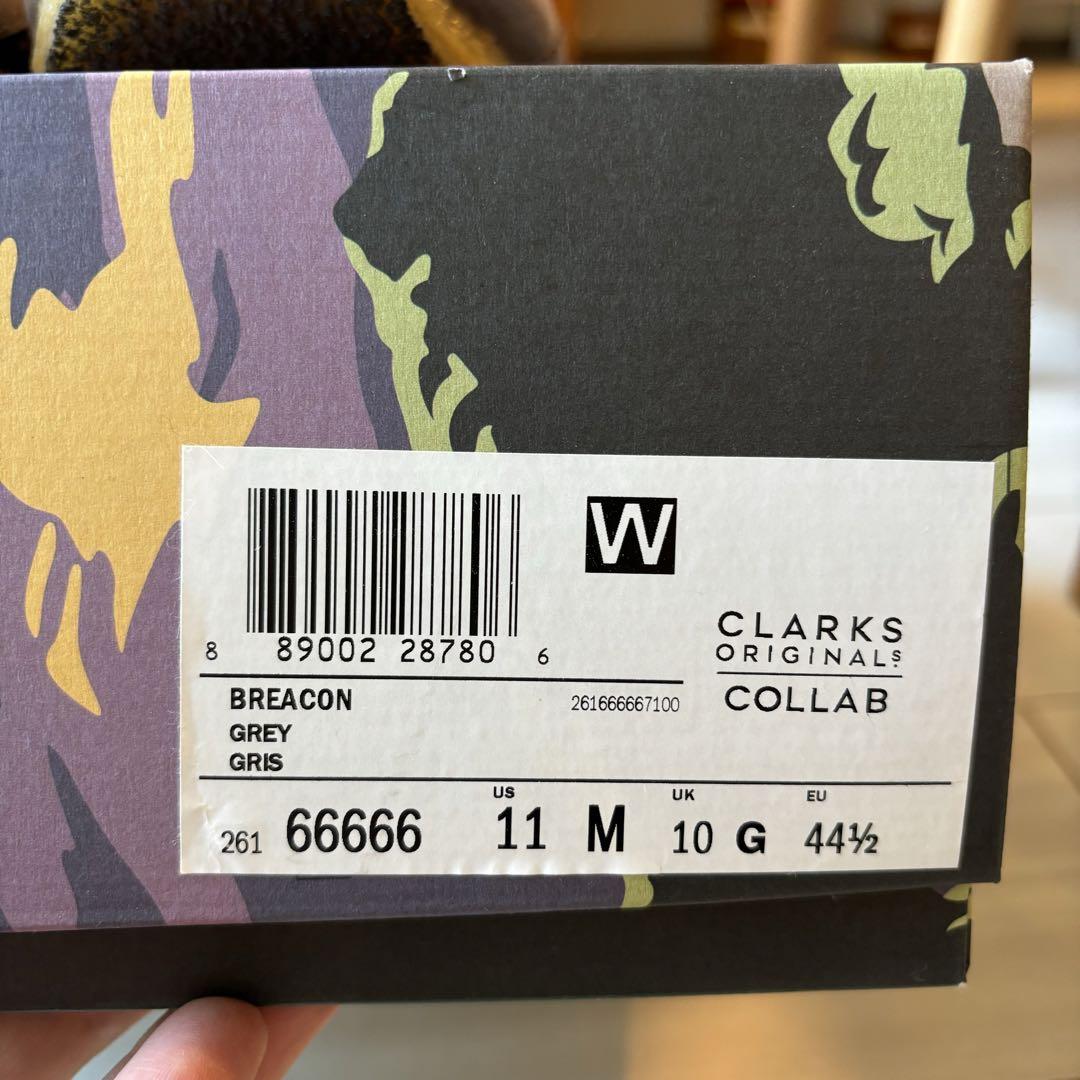 W
8 89002 28780 6
CLARKS
ORIGINALS
COLLAB
BREACON 261666667100
GREY
GRIS
US UK EU
261 66666 11 M 10 G 44½